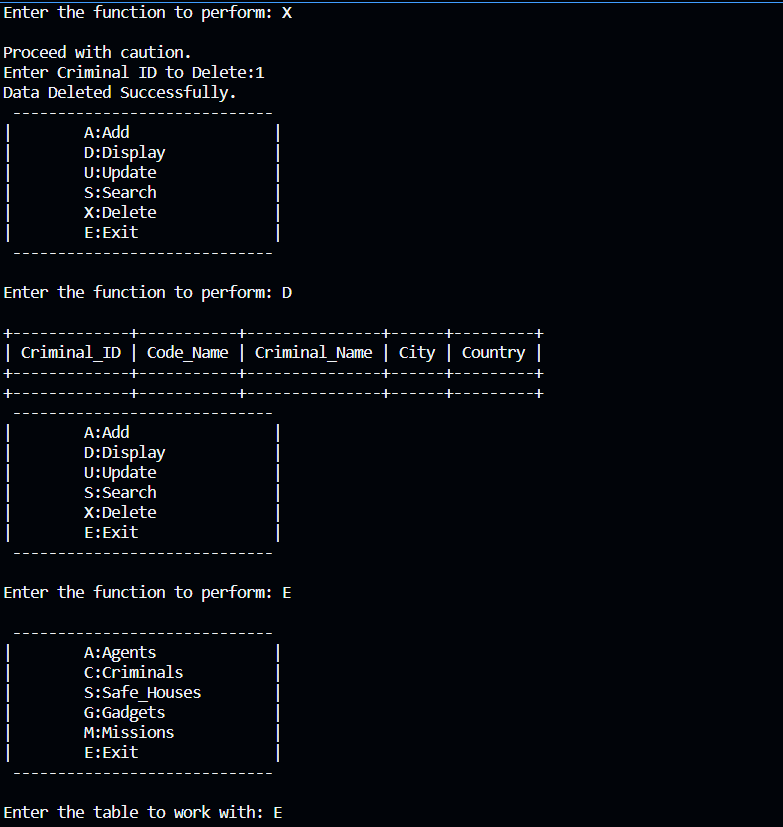 Enter the function to perform: X

Proceed with caution.
Enter Criminal ID to Delete:1
Data Deleted Successfully.
 -----------------------------
|        A:Add                |
|        D:Display            |
|        U:Update             |
|        S:Search             |
|        X:Delete             |
|        E:Exit               |
 -----------------------------

Enter the function to perform: D

+-------------+-----------+---------------+------+---------+
| Criminal_ID | Code_Name | Criminal_Name | City | Country |
+-------------+-----------+---------------+------+---------+
+-------------+-----------+---------------+------+---------+
 -----------------------------
|        A:Add                |
|        D:Display            |
|        U:Update             |
|        S:Search             |
|        X:Delete             |
|        E:Exit               |
 -----------------------------

Enter the function to perform: E

 -----------------------------
|        A:Agents             |
|        C:Criminals          |
|        S:Safe_Houses        |
|        G:Gadgets            |
|        M:Missions           |
|        E:Exit               |
 -----------------------------

Enter the table to work with: E